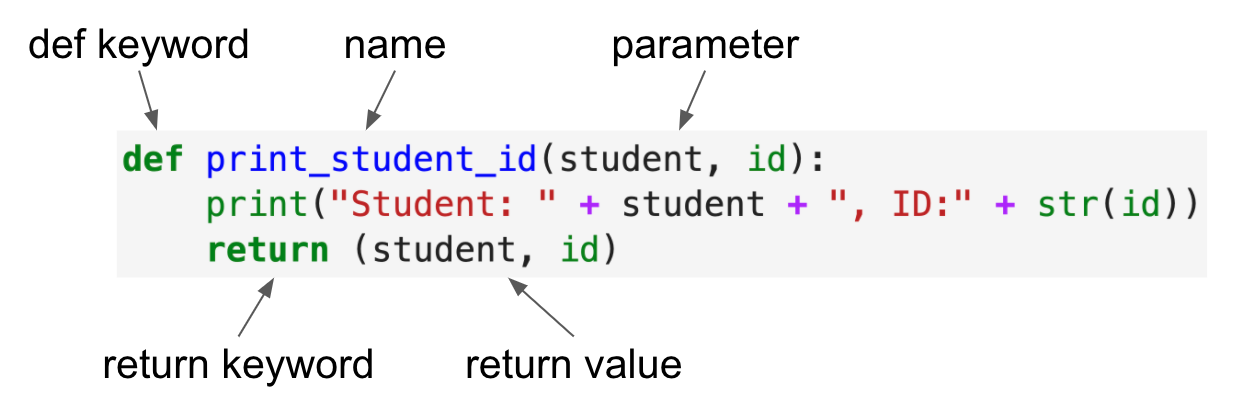 def keyword name parameter
def print_student_id(student, id):
print("Student: " + student + ", ID:" + str(id))
return (student, id)
return keyword return value